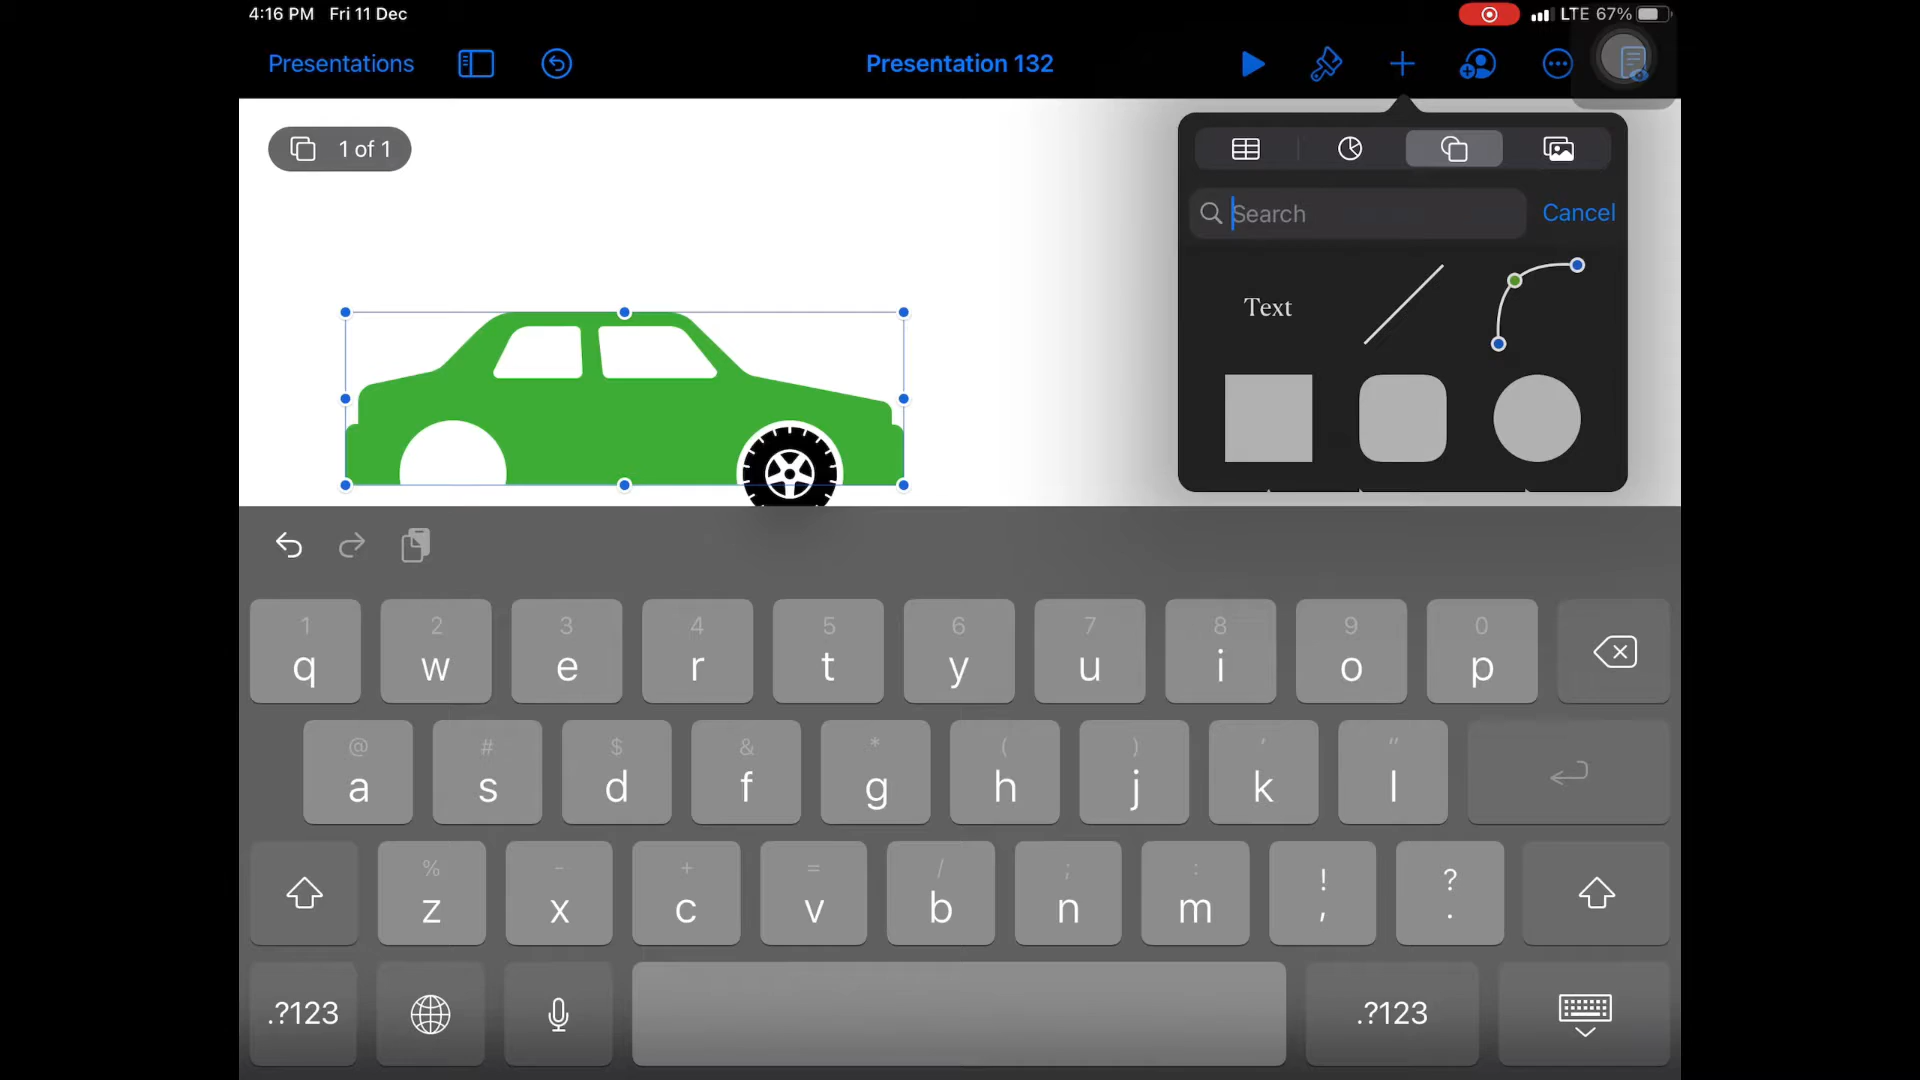 4:16 PM Fri 11 Dec
LTE 67%
Presentations
Presentation 132
1 of 1
Search
Cancel
Text
1 2 3 4 5 6 7 8 9 0
q w e r t y u i o p
@ # $ & * ( ) ' "
a s d f g h j k l
% - + = / ; : ! ?
z x c v b n m , .
.?123 .?123